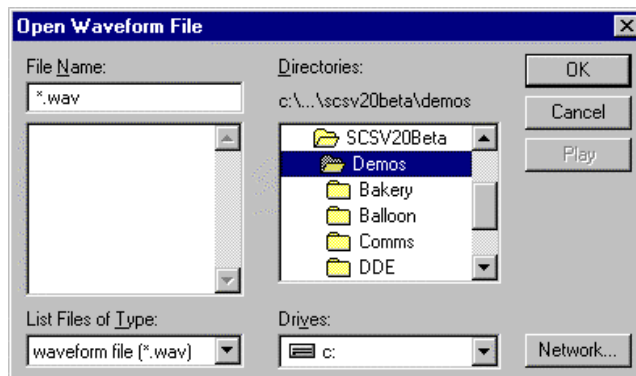 Open Waveform File
File Name:
*.wav
Directories:
c:\...\scsv20beta\demos
SCSV20Beta
Demos
Bakery
Balloon
Comms
DDE
OK
Cancel
Play
List Files of Type:
waveform file (*.wav)
Drives:
c:
Network...